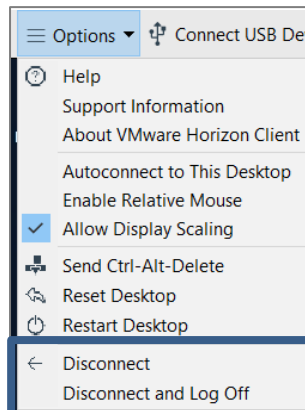 Options Connect USB De
Help
Support Information
About VMware Horizon Client
Autoconnect to This Desktop
Enable Relative Mouse
Allow Display Scaling
Send Ctrl-Alt-Delete
Reset Desktop
Restart Desktop
Disconnect
Disconnect and Log Off